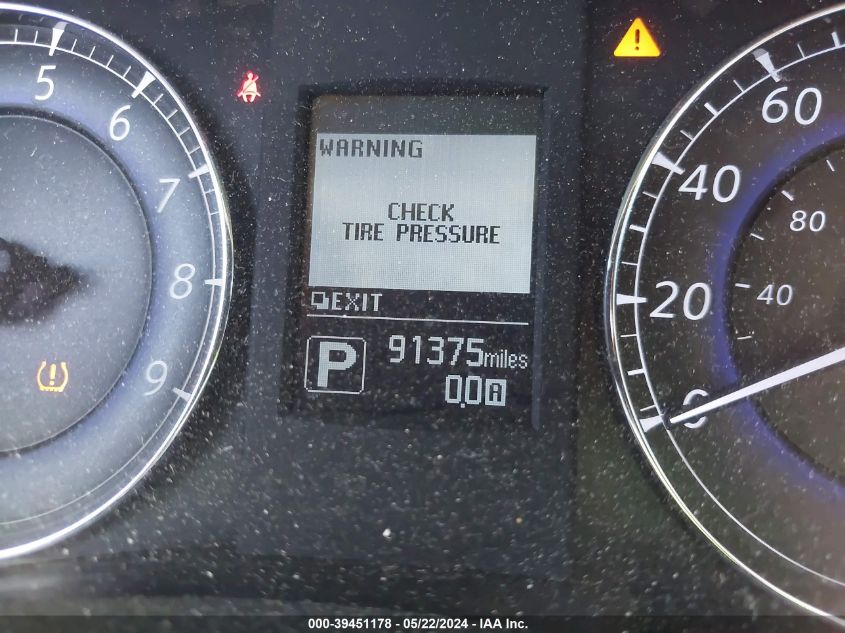 5
6
7
8
9
WARNING
CHECK
TIRE PRESSURE
EXIT
P
91375miles
0.0 A
60
40
20
0
80
40
000-39451178 - 05/22/2024 - IAA, Inc.